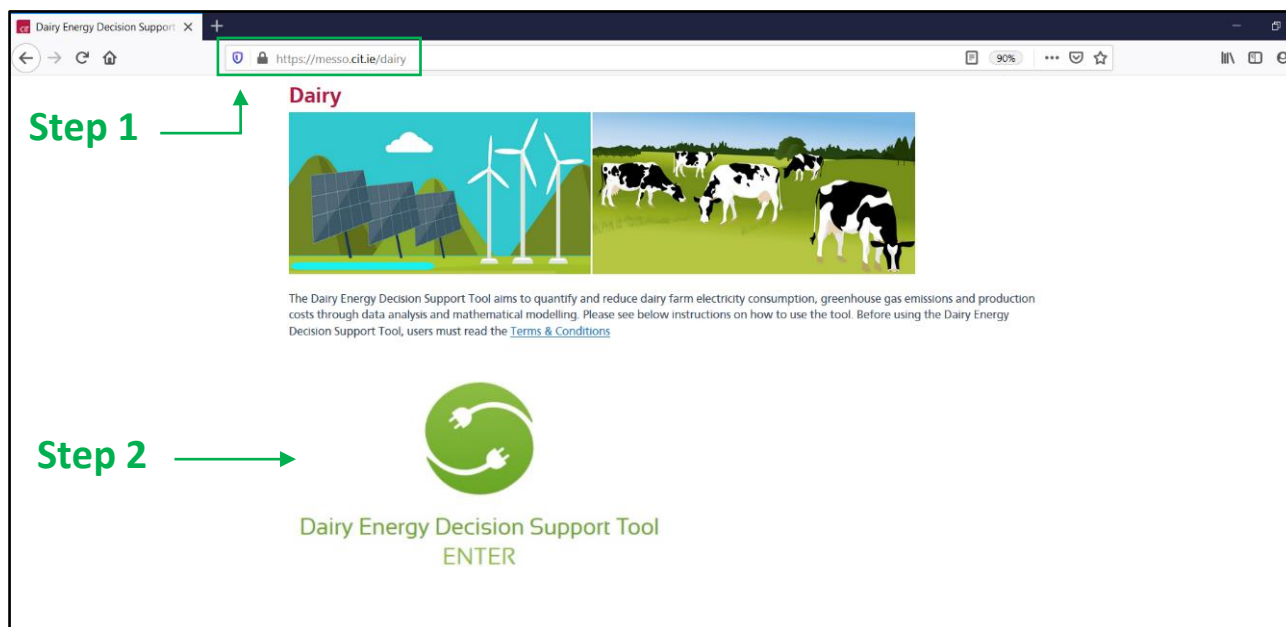 cit Dairy Energy Decision Support
https://messo.cit.ie/dairy
90%
Dairy
Step 1
The Dairy Energy Decision Support Tool aims to quantify and reduce dairy farm electricity consumption, greenhouse gas emissions and production
costs through data analysis and mathematical modelling. Please see below instructions on how to use the tool. Before using the Dairy Energy
Decision Support Tool, users must read the Terms & Conditions
Step 2
Dairy Energy Decision Support Tool
ENTER